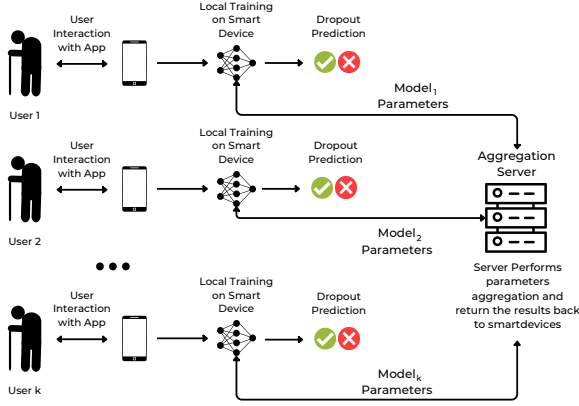 User
Interaction
with App
Local Training
on Smart
Device
Dropout
Prediction
User 1
Model1
Parameters
User
Interaction
with App
Local Training
on Smart
Device
Dropout
Prediction
User 2
Model2
Parameters
Aggregation
Server
Server Performs
parameters
aggregation and
return the results back
to smartdevices
User
Interaction
with App
Local Training
on Smart
Device
Dropout
Prediction
User k
Modelk
Parameters